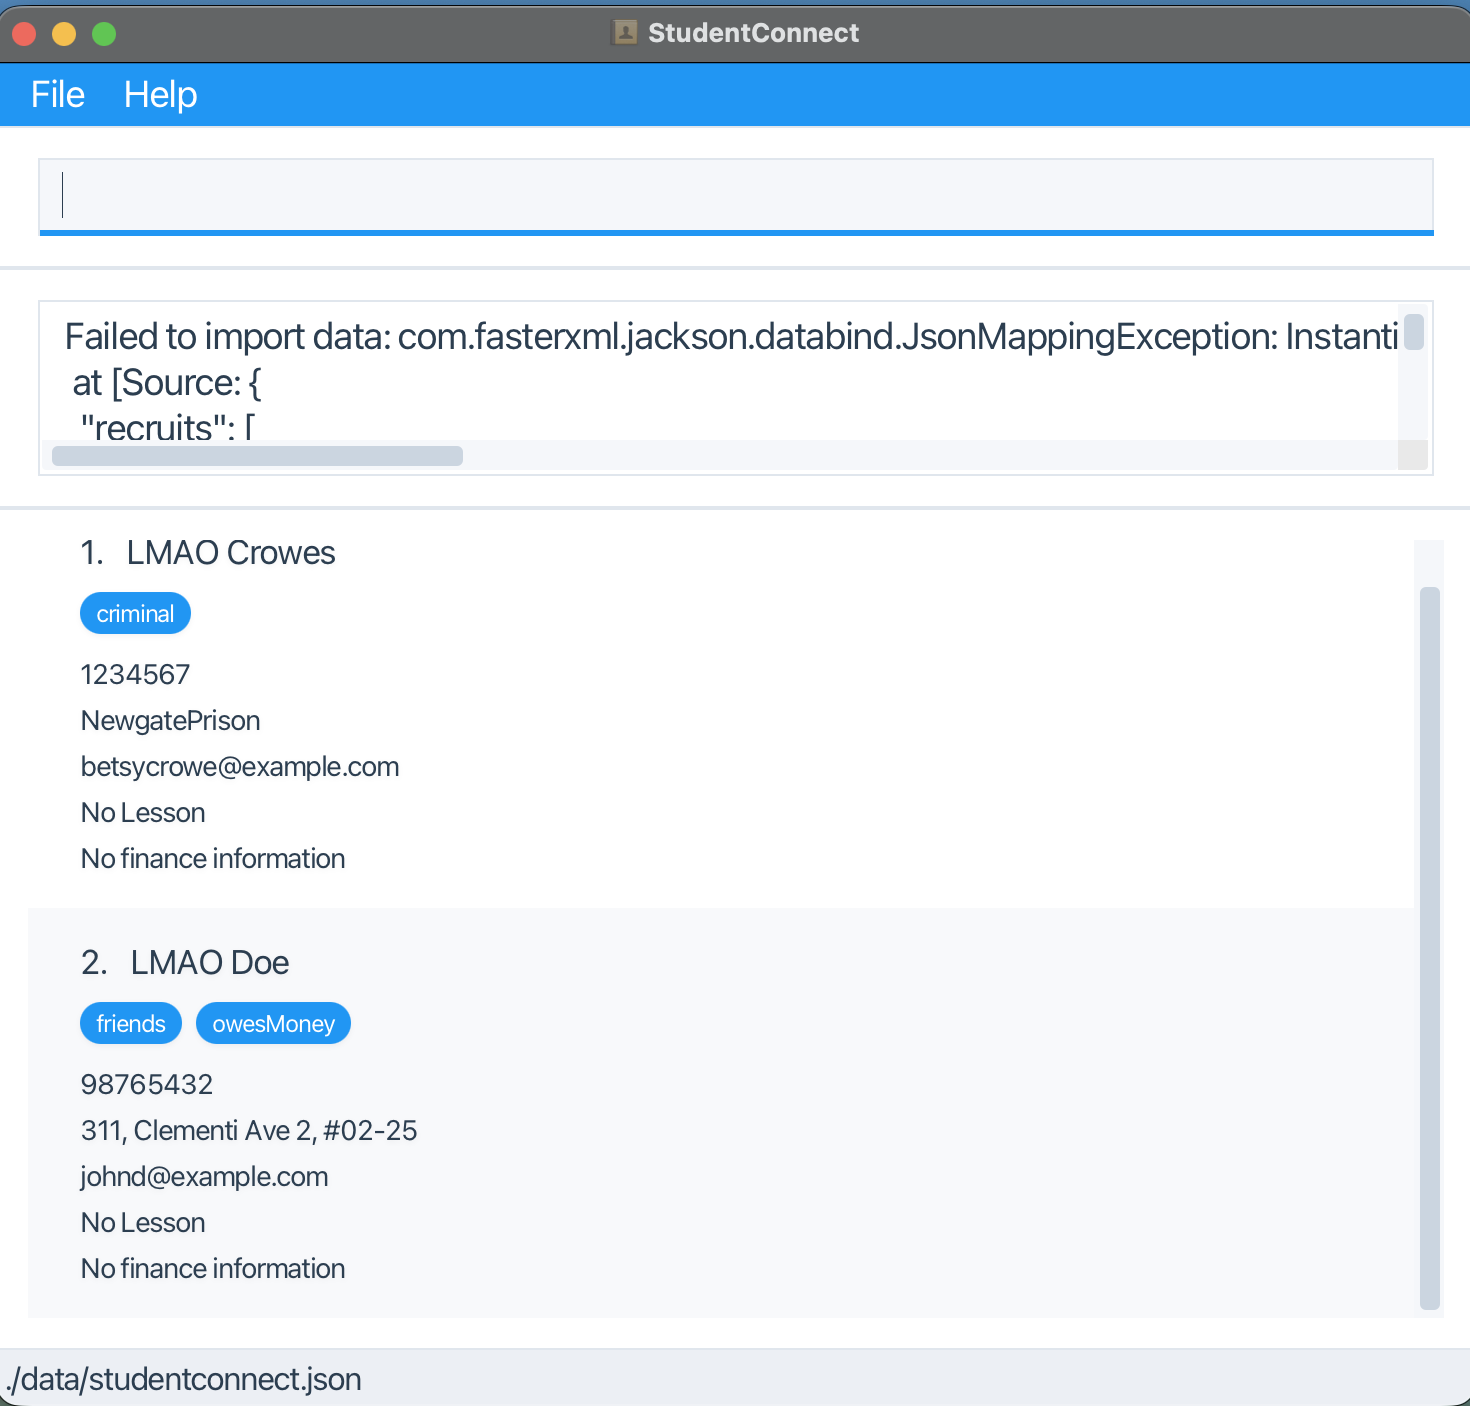 StudentConnect
File Help
Failed to import data: com.fasterxml.jackson.databind.JsonMappingException: Instanti
at [Source: {
"recruits": [
1. LMAO Crowes
criminal
1234567
NewgatePrison
betsycrowe@example.com
No Lesson
No finance information
2. LMAO Doe
friends owesMoney
98765432
311, Clementi Ave 2, #02-25
johnd@example.com
No Lesson
No finance information
./data/studentconnect.json